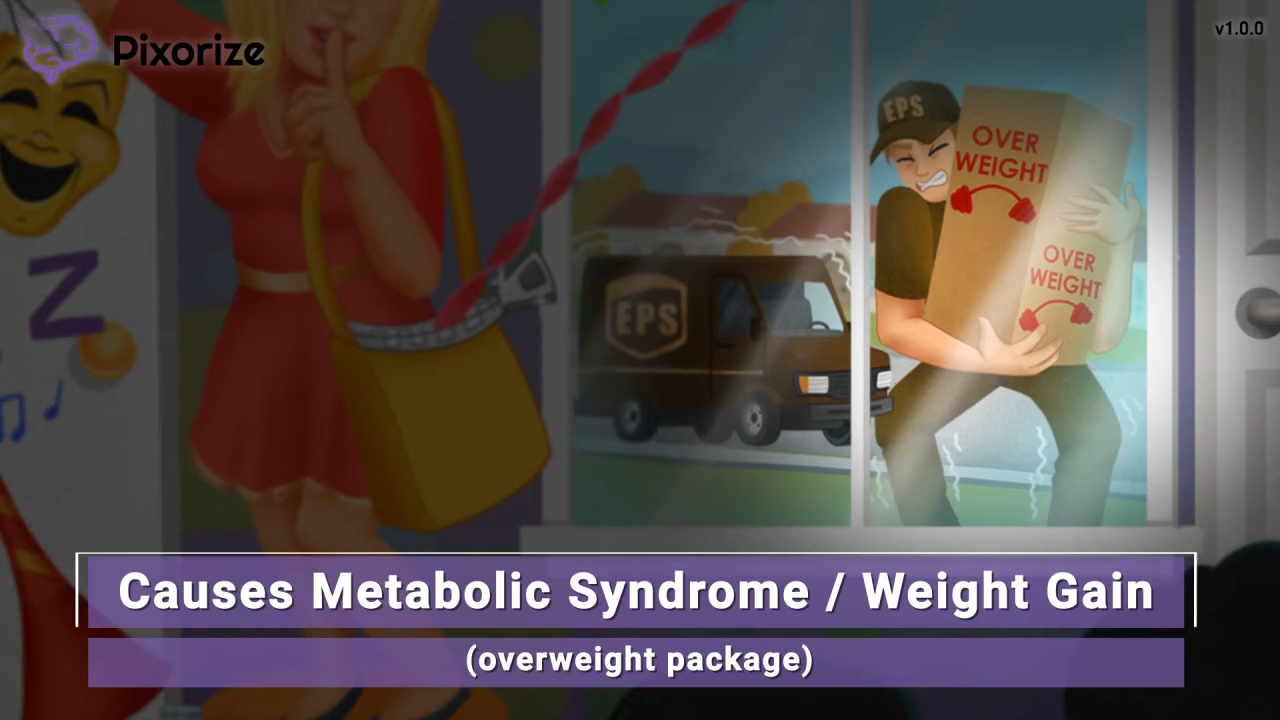 Pixorize
v1.0.0
EPS
OVER
WEIGHT
OVER
WEIGHT
EPS
Z
Causes Metabolic Syndrome / Weight Gain
(overweight package)